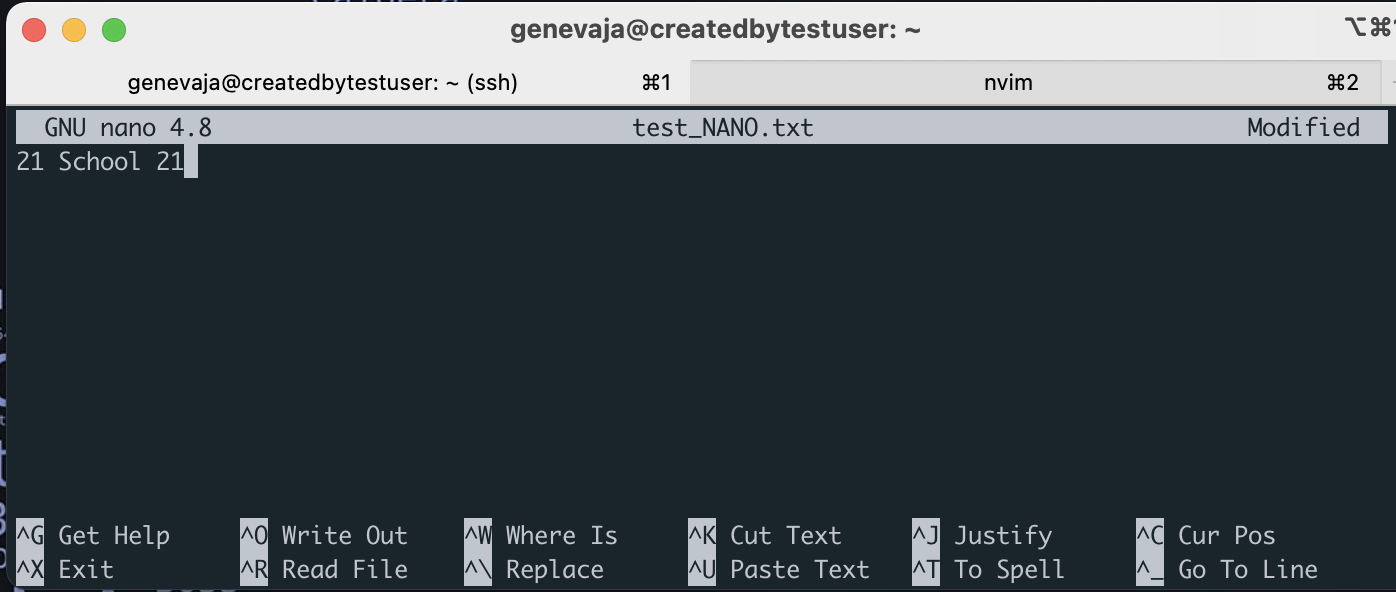 genevaja@createdbytestuser: ~ ⌥⌘
genevaja@createdbytestuser: ~ (ssh) ⌘1 nvim ⌘2
GNU nano 4.8 test_NANO.txt Modified
21 School 21
^G Get Help ^O Write Out ^W Where Is ^K Cut Text ^J Justify ^C Cur Pos
^X Exit ^R Read File ^\ Replace ^U Paste Text ^T To Spell ^_ Go To Line